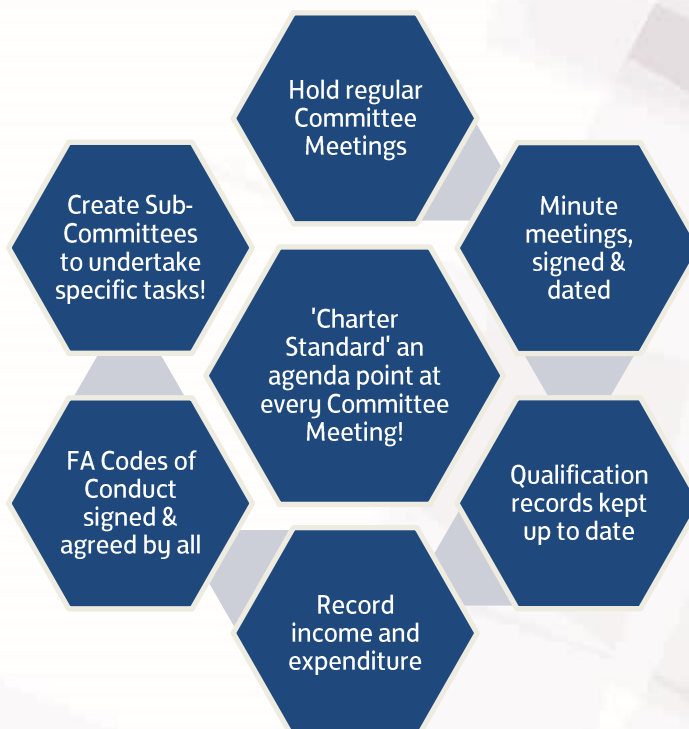 Hold regular
Committee
Meetings
Minute
meetings,
signed &
dated
Qualification
records kept
up to date
Record
income and
expenditure
FA Codes of
Conduct
signed &
agreed by all
Create Sub-
Committees
to undertake
specific tasks!
'Charter
Standard' an
agenda point at
every Committee
Meeting!